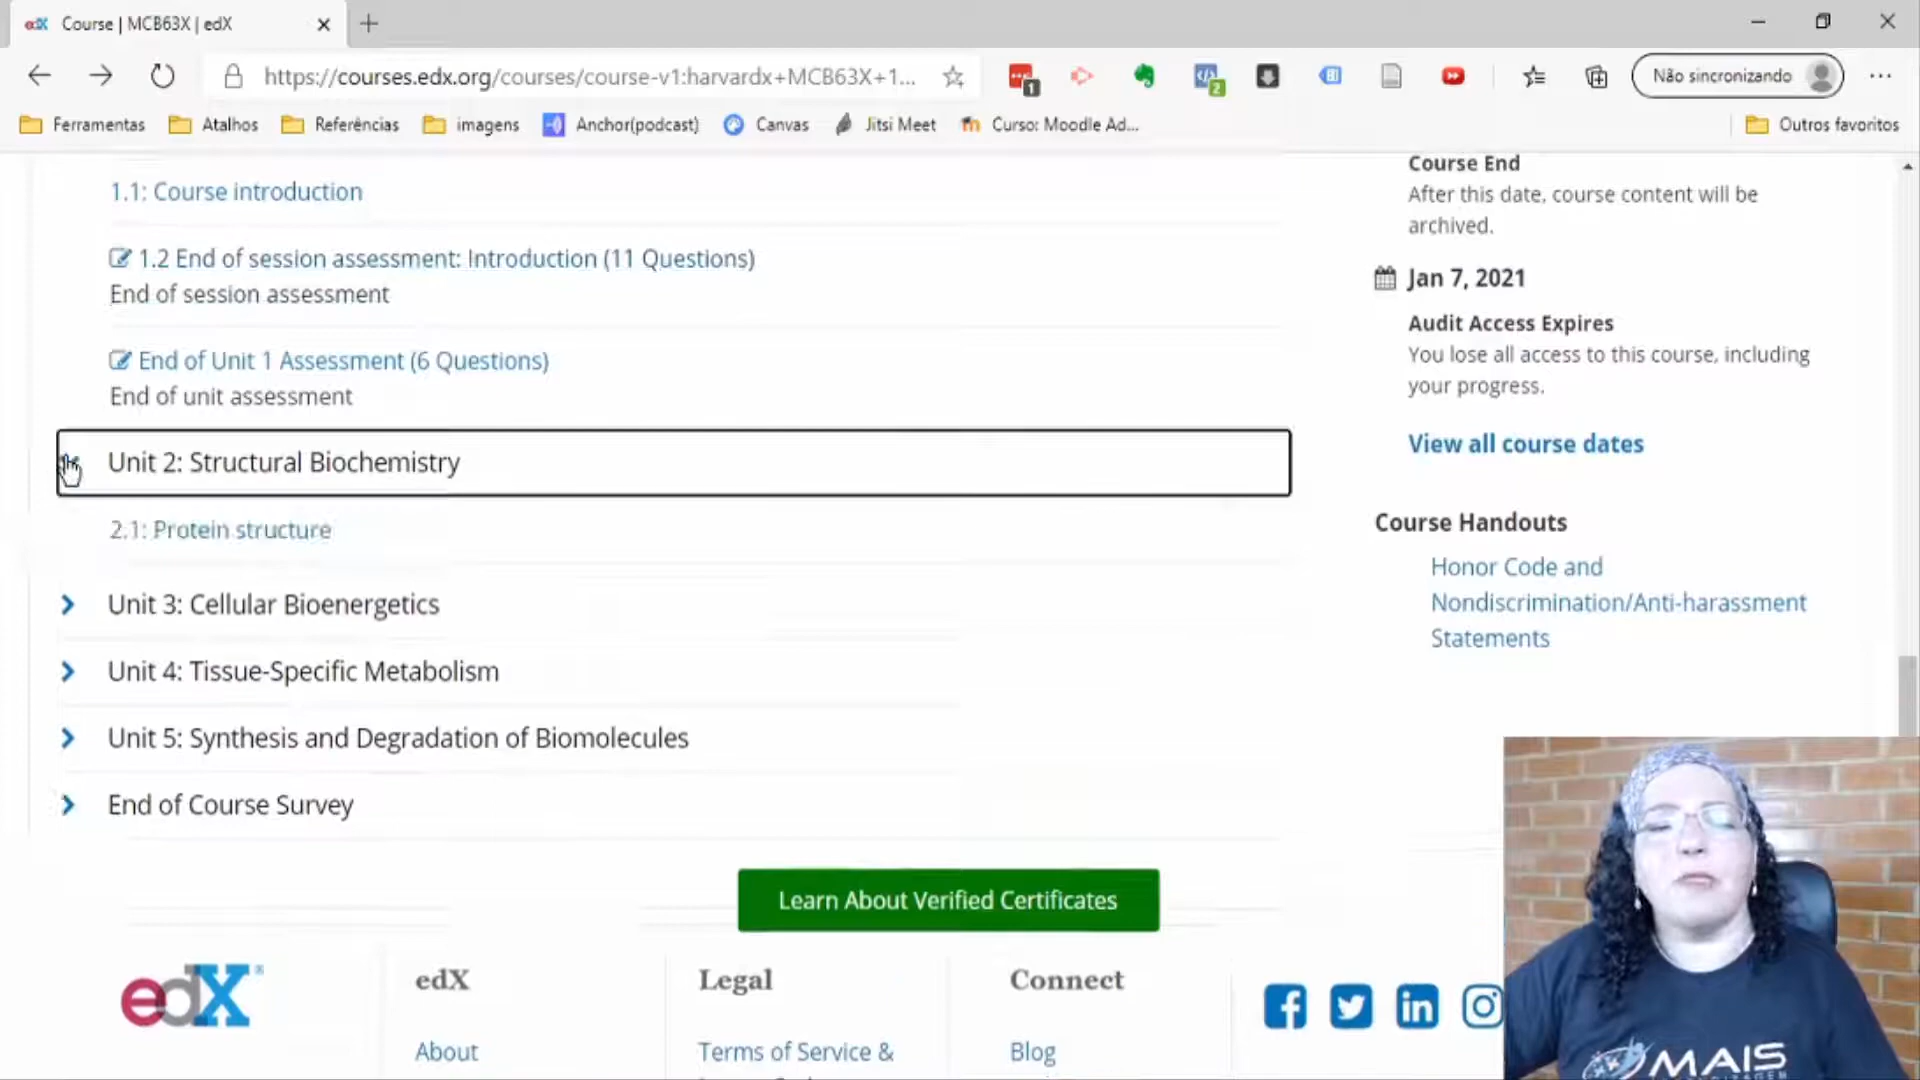 edX Course | MCB63X | edX
https://courses.edx.org/courses/course-v1:harvardx+MCB63X+1...
1
2
Não sincronizando
Ferramentas
Atalhos
Referências
imagens
Anchor(podcast)
Canvas
Jitsi Meet
Curso: Moodle Ad...
Outros favoritos
1.1: Course introduction
1.2 End of session assessment: Introduction (11 Questions)
End of session assessment
End of Unit 1 Assessment (6 Questions)
End of unit assessment
Unit 2: Structural Biochemistry
2.1: Protein structure
Unit 3: Cellular Bioenergetics
Unit 4: Tissue-Specific Metabolism
Unit 5: Synthesis and Degradation of Biomolecules
End of Course Survey
Learn About Verified Certificates
Course End
After this date, course content will be
archived.
Jan 7, 2021
Audit Access Expires
You lose all access to this course, including
your progress.
View all course dates
Course Handouts
Honor Code and
Nondiscrimination/Anti-harassment
Statements
edX
edX
About
Legal
Terms of Service &
Connect
Blog
MAIS